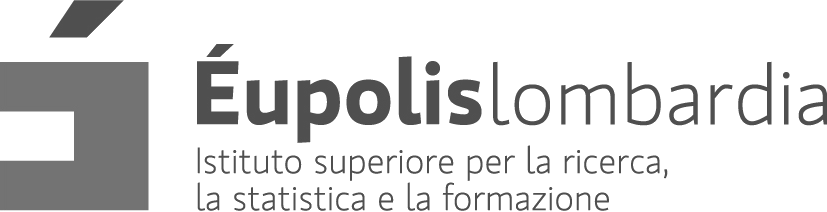 Éupolislombardia
Istituto superiore per la ricerca,
la statistica e la formazione